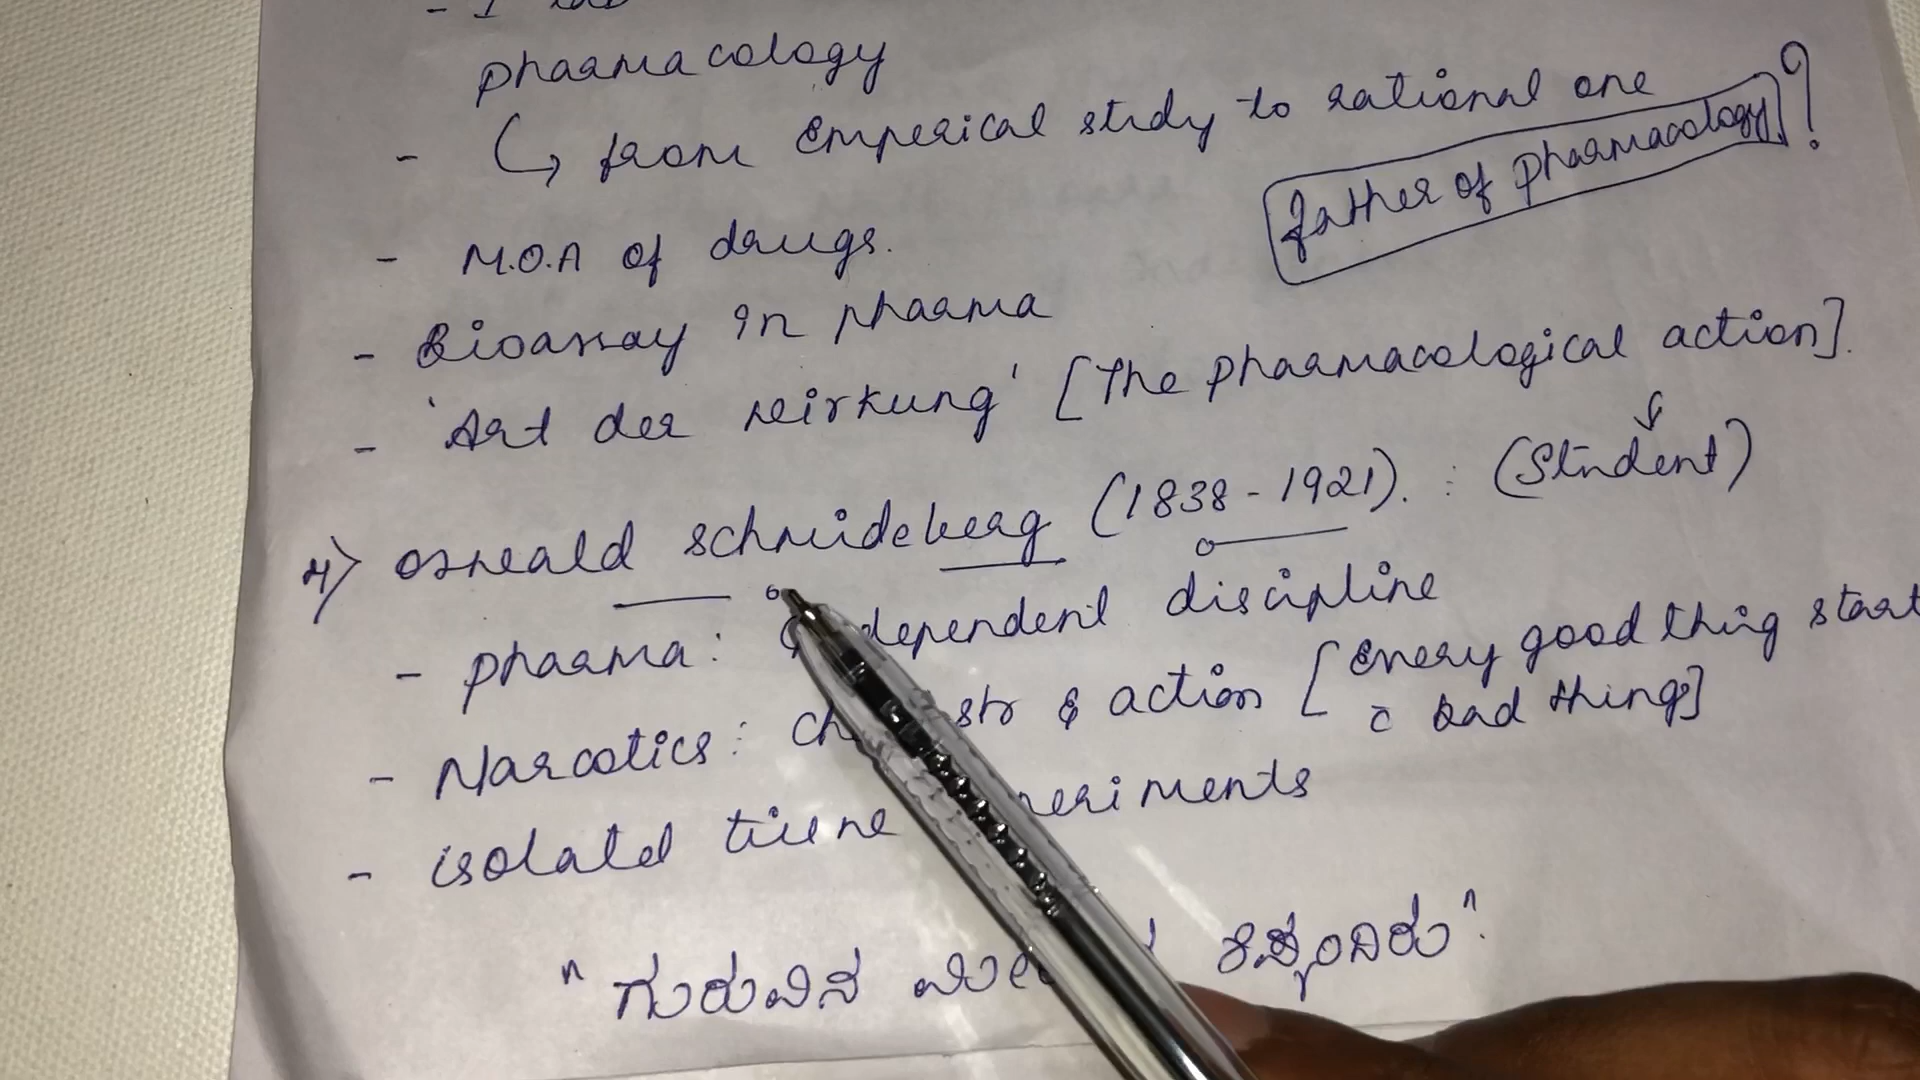 pharmacology
- ↳ from Emperical study to rational one
father of pharmacology?
- M.O.A of drugs.
- Bioassay in pharma
- 'Art der wirkung' [The pharmacological action].
4) Oswald schmideberg (1838-1921). : (Student)
- pharma: independent discipline
- Narcotics: str & action [Every good thing start
c̄ bad things]
- isolated tissue
" ಗುರುವಿನ